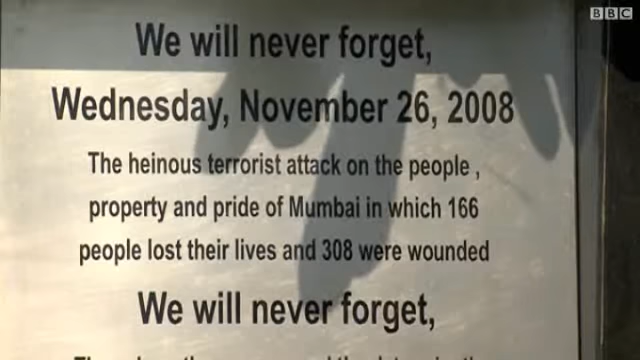 BBC
We will never forget,
Wednesday, November 26, 2008
The heinous terrorist attack on the people ,
property and pride of Mumbai in which 166
people lost their lives and 308 were wounded
We will never forget,